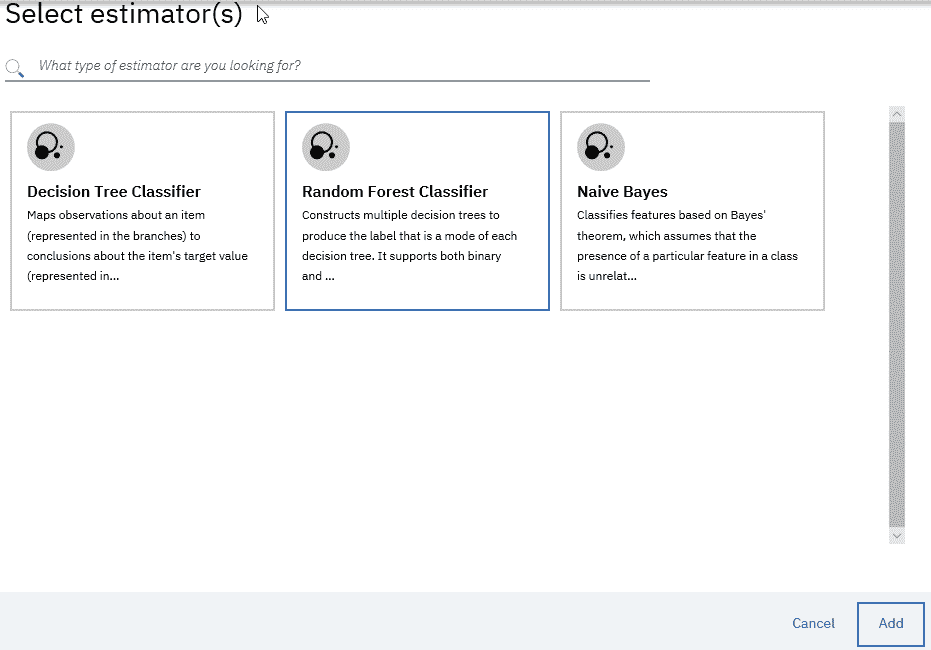 Select estimator(s)
What type of estimator are you looking for?
Decision Tree Classifier
Maps observations about an item
(represented in the branches) to
conclusions about the item's target value
(represented in...
Random Forest Classifier
Constructs multiple decision trees to
produce the label that is a mode of each
decision tree. It supports both binary
and ...
Naive Bayes
Classifies features based on Bayes'
theorem, which assumes that the
presence of a particular feature in a class
is unrelat...
Cancel
Add